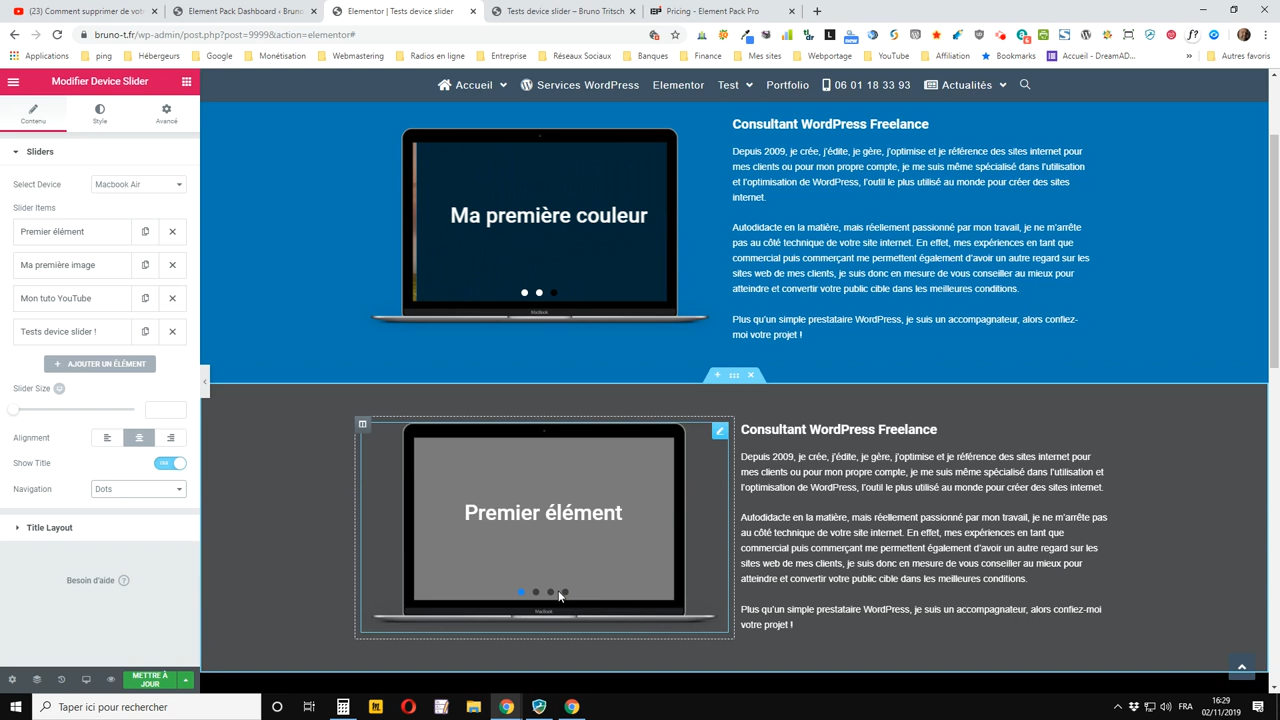 (23) Comment supprimer de vot
Element Pack Dashboard ‹ Bruno
Elementor | Tests device slider
Tests device slider – Bruno Tritsch
Pricing - Element Pack Pro
bruno-t.fr/wp-admin/post.php?post=9999&action=elementor#
Applications
ping
Hébergeurs
Google
Monétisation
Webmastering
Radios en ligne
Entreprise
Réseaux Sociaux
Banques
Finance
Mes sites
Webportage
YouTube
Affiliation
Bookmarks
Accueil - DreamAD...
»
Autres favoris
Modifier Device Slider
Contenu
Style
Avancé
Sliders
Select Device
Macbook Air
Slider Items
Premier élément
Ma première image
Mon tuto YouTube
Tests device slider !
+ AJOUTER UN ÉLÉMENT
Slider Size
Alignment
Show Title
Navigation
Dots
Title Layout
Besoin d'aide
METTRE À
JOUR
Accueil
Services WordPress
Elementor
Test
Portfolio
06 01 18 33 93
Actualités
Ma première couleur
MacBook
Consultant WordPress Freelance
Depuis 2009, je crée, j'édite, je gère, j'optimise et je référence des sites internet pour
mes clients ou pour mon propre compte, je me suis même spécialisé dans l'utilisation
et l'optimisation de WordPress, l'outil le plus utilisé au monde pour créer des sites
internet.
Autodidacte en la matière, mais réellement passionné par mon travail, je ne m'arrête
pas au côté technique de votre site internet. En effet, mes expériences en tant que
commercial puis commerçant me permettent également d'avoir un autre regard sur les
sites web de mes clients, je suis donc en mesure de vous conseiller au mieux pour
atteindre et convertir votre public cible dans les meilleures conditions.
Plus qu'un simple prestataire WordPress, je suis un accompagnateur, alors confiez-
moi votre projet !
Premier élément
MacBook
Consultant WordPress Freelance
Depuis 2009, je crée, j'édite, je gère, j'optimise et je référence des sites internet pour
mes clients ou pour mon propre compte, je me suis même spécialisé dans l'utilisation et
l'optimisation de WordPress, l'outil le plus utilisé au monde pour créer des sites internet.
Autodidacte en la matière, mais réellement passionné par mon travail, je ne m'arrête pas
au côté technique de votre site internet. En effet, mes expériences en tant que
commercial puis commerçant me permettent également d'avoir un autre regard sur les
sites web de mes clients, je suis donc en mesure de vous conseiller au mieux pour
atteindre et convertir votre public cible dans les meilleures conditions.
Plus qu'un simple prestataire WordPress, je suis un accompagnateur, alors confiez-moi
votre projet !
Taper ici pour rechercher
FRA
16:29
02/11/2019